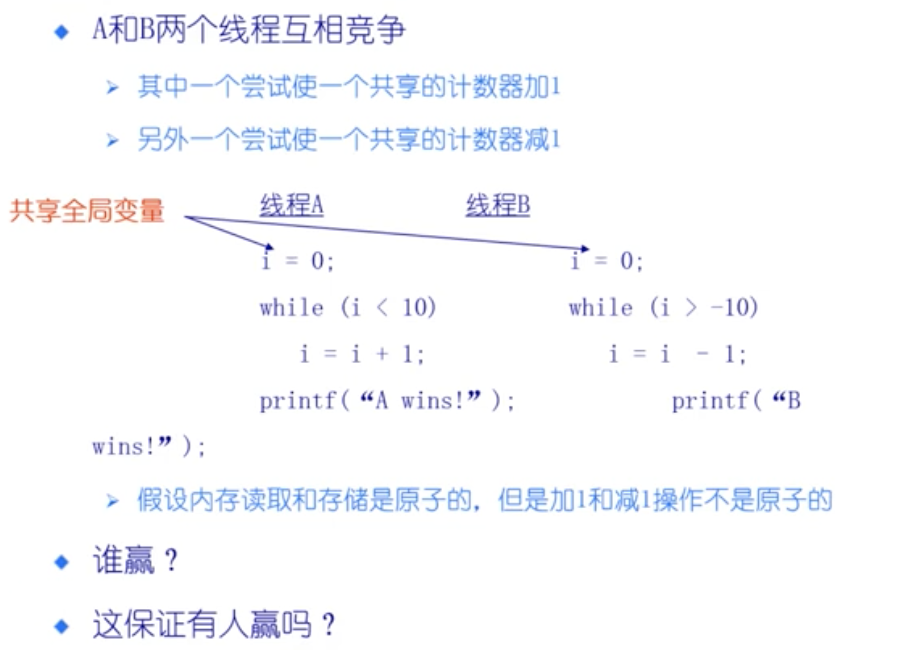 A和B两个线程互相竞争
其中一个尝试使一个共享的计数器加1
另外一个尝试使一个共享的计数器减1
共享全局变量 线程A 线程B
i = 0; i = 0;
while (i < 10) while (i > -10)
i = i + 1; i = i - 1;
printf(“A wins!”); printf(“B
wins!”);
假设内存读取和存储是原子的，但是加1和减1操作不是原子的
谁赢？
这保证有人赢吗？